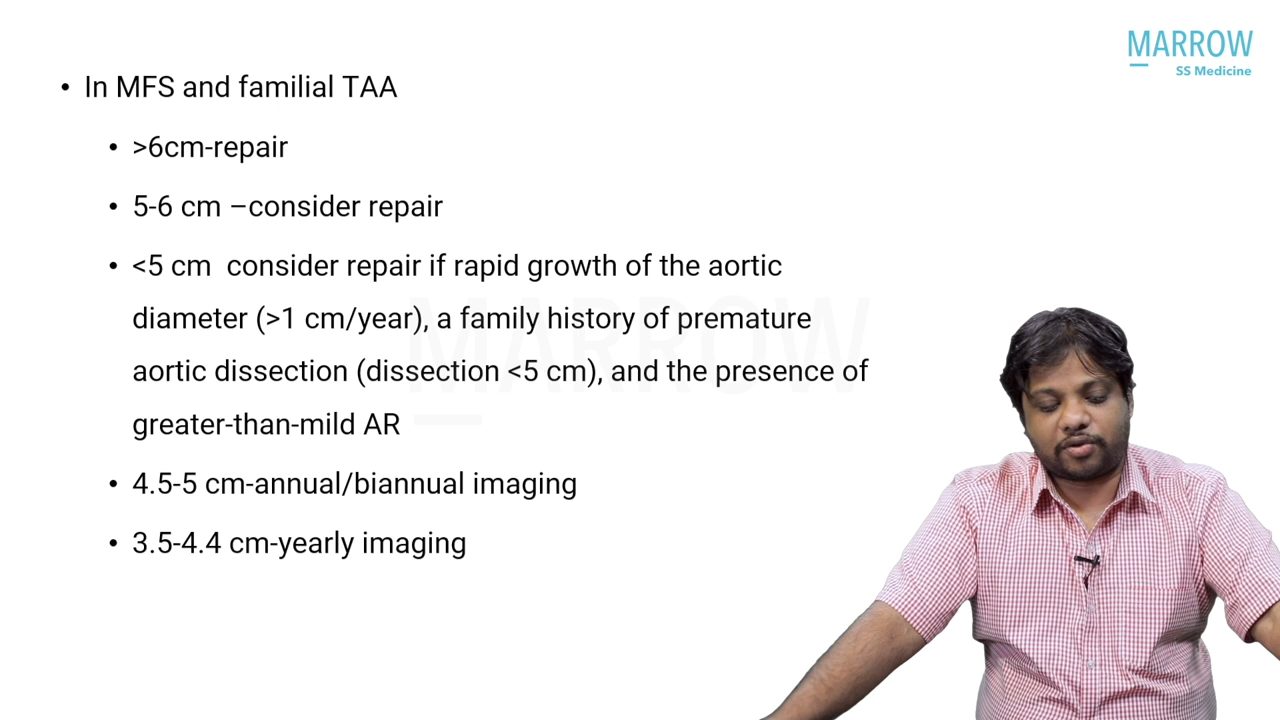 MARROW
SS Medicine
• In MFS and familial TAA
• >6cm-repair
• 5-6 cm –consider repair
• <5 cm  consider repair if rapid growth of the aortic
diameter (>1 cm/year), a family history of premature
aortic dissection (dissection <5 cm), and the presence of
greater-than-mild AR
• 4.5-5 cm-annual/biannual imaging
• 3.5-4.4 cm-yearly imaging
MARROW